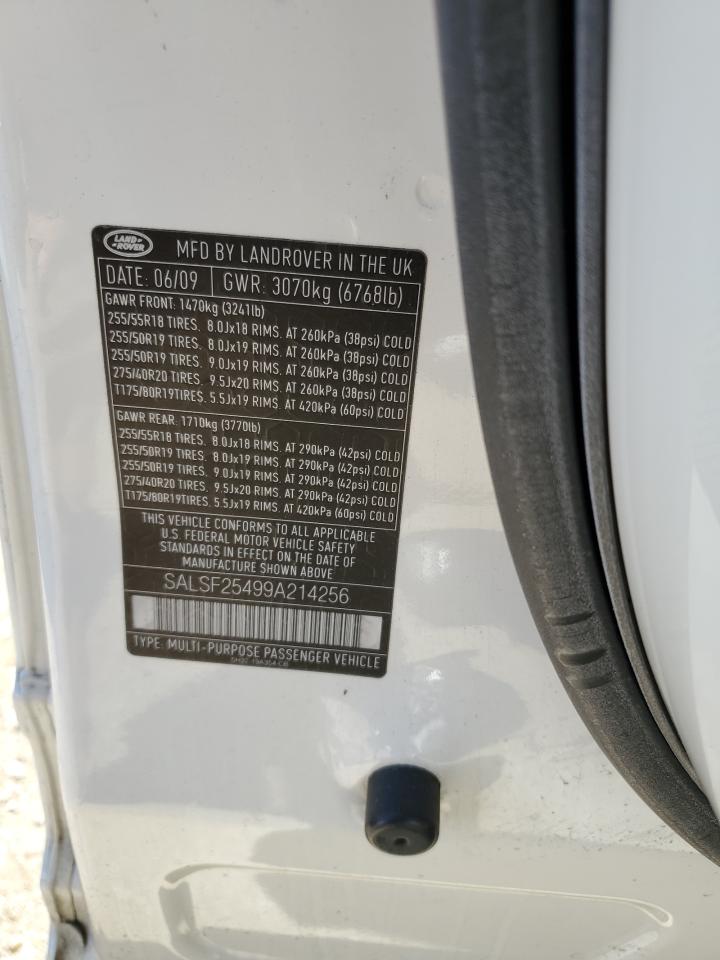 LAND ROVER
MFD BY LANDROVER IN THE UK
DATE: 06/09 GWR: 3070kg (6768lb)
GAWR FRONT: 1470kg (3241lb)
255/55R18 TIRES. 8.0Jx18 RIMS. AT 260kPa (38psi) COLD
255/50R19 TIRES. 8.0Jx19 RIMS. AT 260kPa (38psi) COLD
255/50R19 TIRES. 9.0Jx19 RIMS. AT 260kPa (38psi) COLD
275/40R20 TIRES. 9.5Jx20 RIMS. AT 260kPa (38psi) COLD
T175/80R19TIRES. 5.5Jx19 RIMS. AT 420kPa (60psi) COLD
GAWR REAR: 1710kg (3770lb)
255/55R18 TIRES. 8.0Jx18 RIMS. AT 290kPa (42psi) COLD
255/50R19 TIRES. 8.0Jx19 RIMS. AT 290kPa (42psi) COLD
255/50R19 TIRES. 9.0Jx19 RIMS. AT 290kPa (42psi) COLD
275/40R20 TIRES. 9.5Jx20 RIMS. AT 290kPa (42psi) COLD
T175/80R19TIRES. 5.5Jx19 RIMS. AT 420kPa (60psi) COLD
THIS VEHICLE CONFORMS TO ALL APPLICABLE
U.S. FEDERAL MOTOR VEHICLE SAFETY
STANDARDS IN EFFECT ON THE DATE OF
MANUFACTURE SHOWN ABOVE
SALSF25499A214256
TYPE: MULTI-PURPOSE PASSENGER VEHICLE